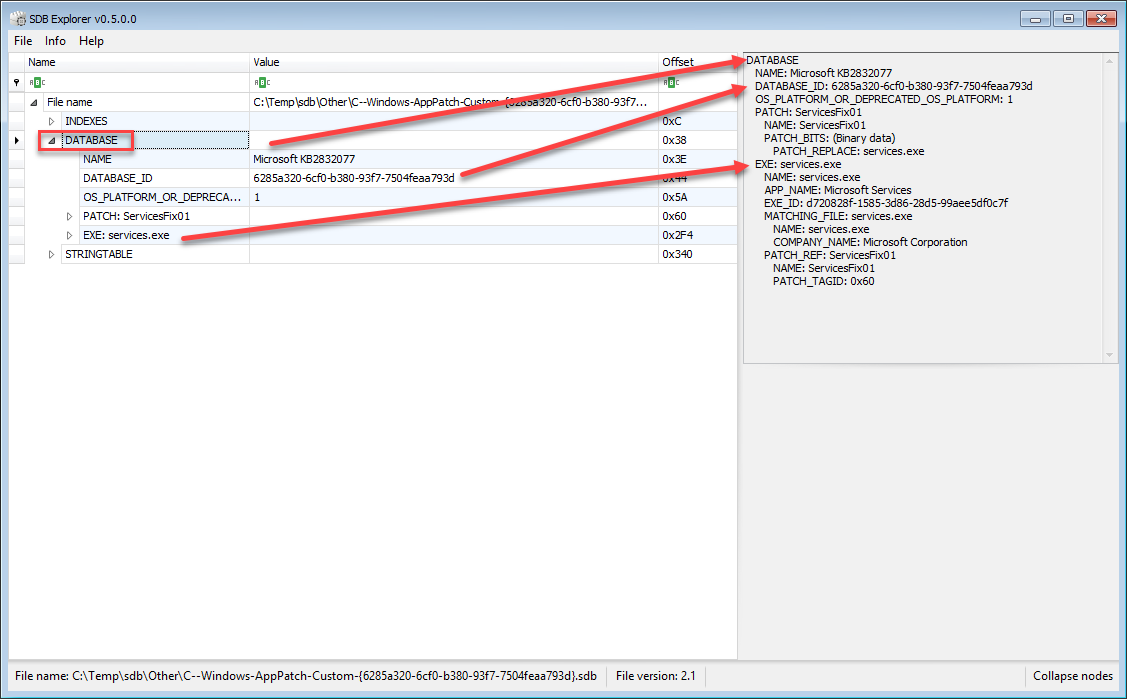 SDB Explorer v0.5.0.0
File Info Help
Name Value Offset
File name C:\Temp\sdb\Other\C--Windows-AppPatch-Custom-{6285a320-6cf0-b380-93f7...
INDEXES 0xC
DATABASE 0x38
NAME Microsoft KB2832077 0x3E
DATABASE_ID 6285a320-6cf0-b380-93f7-7504feaa793d 0x44
OS_PLATFORM_OR_DEPRECA... 1 0x5A
PATCH: ServicesFix01 0x60
EXE: services.exe 0x2F4
STRINGTABLE 0x340
DATABASE
NAME: Microsoft KB2832077
DATABASE_ID: 6285a320-6cf0-b380-93f7-7504feaa793d
OS_PLATFORM_OR_DEPRECATED_OS_PLATFORM: 1
PATCH: ServicesFix01
NAME: ServicesFix01
PATCH_BITS: (Binary data)
PATCH_REPLACE: services.exe
EXE: services.exe
NAME: services.exe
APP_NAME: Microsoft Services
EXE_ID: d720828f-1585-3d86-28d5-99aee5df0c7f
MATCHING_FILE: services.exe
NAME: services.exe
COMPANY_NAME: Microsoft Corporation
PATCH_REF: ServicesFix01
NAME: ServicesFix01
PATCH_TAGID: 0x60
File name: C:\Temp\sdb\Other\C--Windows-AppPatch-Custom-{6285a320-6cf0-b380-93f7-7504feaa793d}.sdb File version: 2.1 Collapse nodes